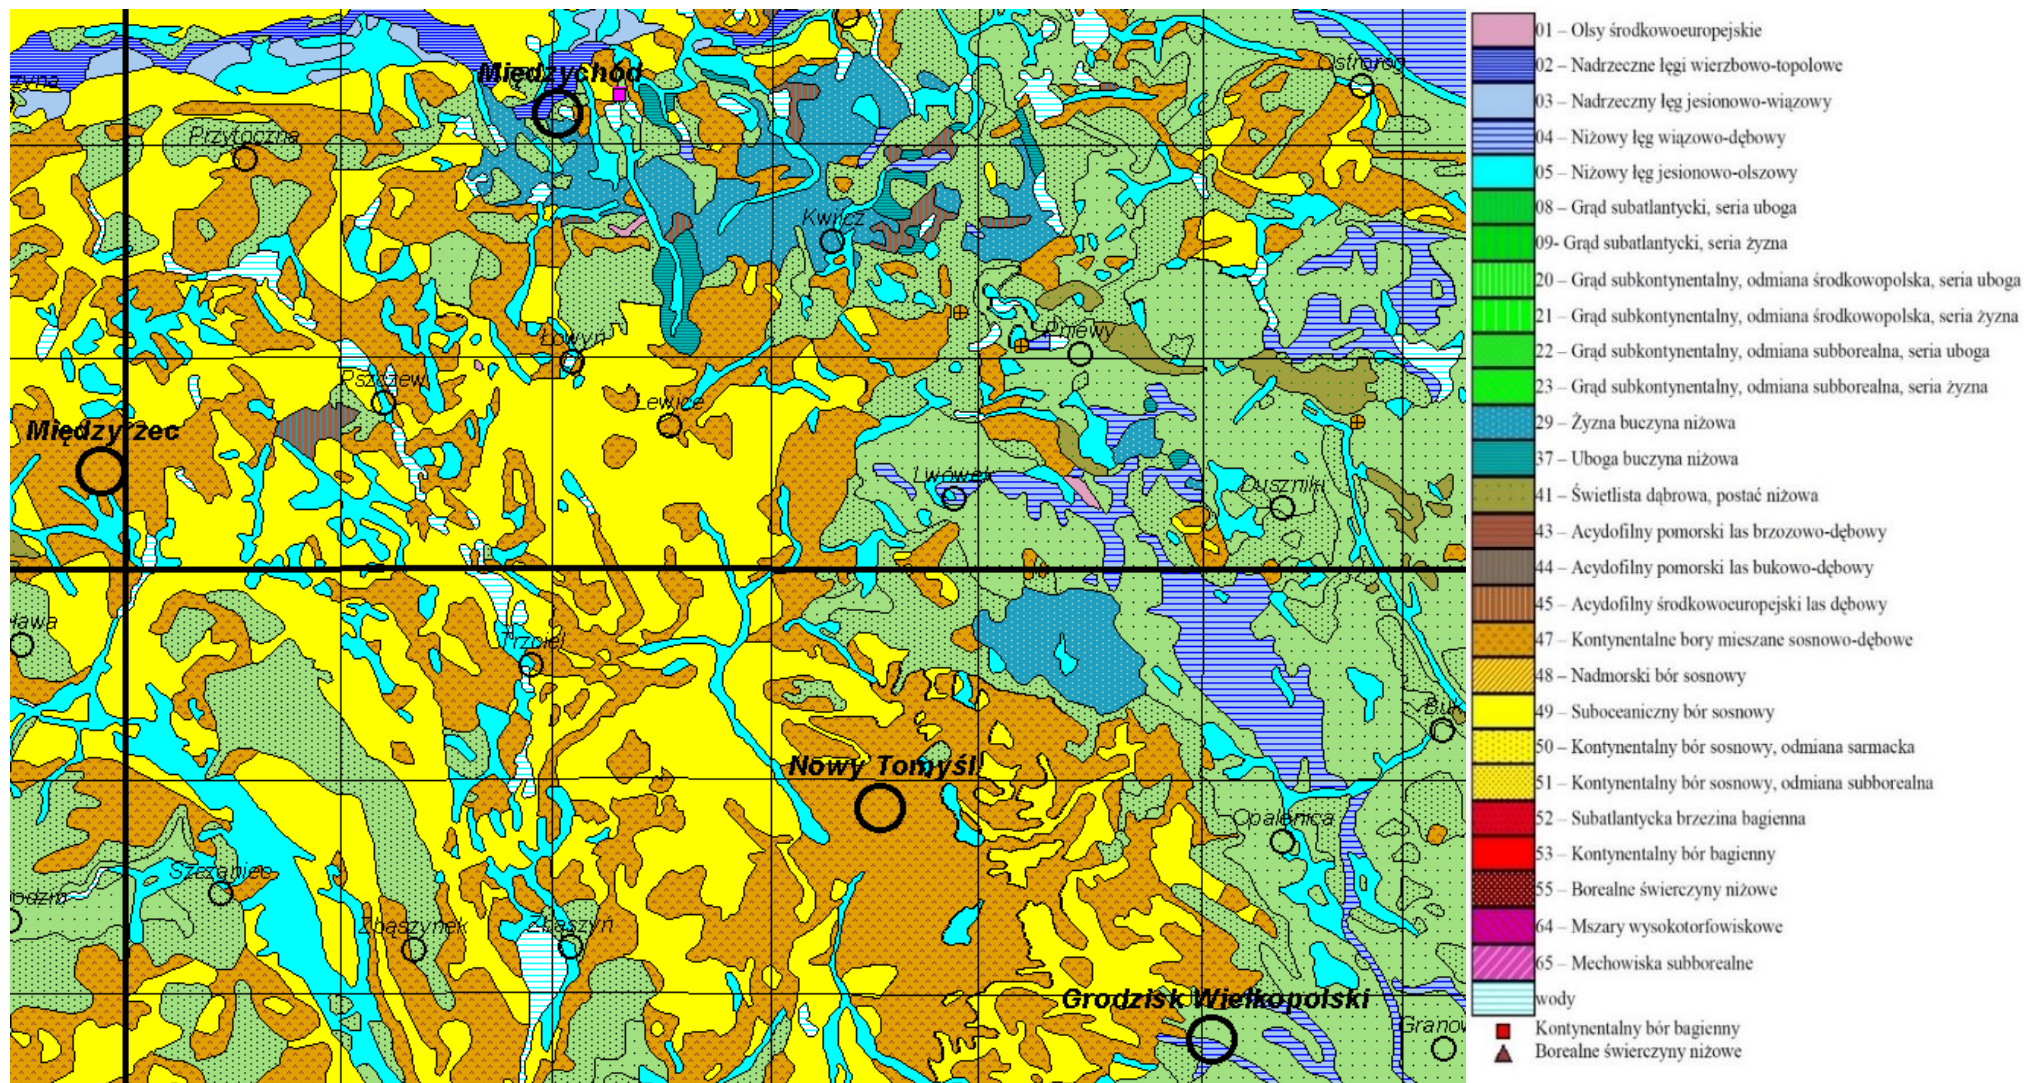 Międzychód
Ostroróg
Przytoczna
Kwilcz
Łowyń
Pniewy
Pszczew
Lewice
Międzyrzec
Lwówek
Duszniki
Trzciel
Nowy Tomyśl
Opalenica
Szczaniec
Zbąszynek
Zbąszyń
Grodzisk Wielkopolski
01 – Olsy środkowoeuropejskie
02 – Nadrzeczne łęgi wierzbowo-topolowe
03 – Nadrzeczny łęg jesionowo-wiązowy
04 – Niżowy łęg wiązowo-dębowy
05 – Niżowy łęg jesionowo-olszowy
08 – Grąd subatlantycki, seria uboga
09- Grąd subatlantycki, seria żyzna
20 – Grąd subkontynentalny, odmiana środkowopolska, seria uboga
21 – Grąd subkontynentalny, odmiana środkowopolska, seria żyzna
22 – Grąd subkontynentalny, odmiana subborealna, seria uboga
23 – Grąd subkontynentalny, odmiana subborealna, seria żyzna
29 – Żyzna buczyna niżowa
37 – Uboga buczyna niżowa
41 – Świetlista dąbrowa, postać niżowa
43 – Acydofilny pomorski las brzozowo-dębowy
44 – Acydofilny pomorski las bukowo-dębowy
45 – Acydofilny środkowoeuropejski las dębowy
47 – Kontynentalne bory mieszane sosnowo-dębowe
48 – Nadmorski bór sosnowy
49 – Suboceaniczny bór sosnowy
50 – Kontynentalny bór sosnowy, odmiana sarmacka
51 – Kontynentalny bór sosnowy, odmiana subborealna
52 – Subatlantycka brzezina bagienna
53 – Kontynentalny bór bagienny
55 – Borealne świerczyny niżowe
64 – Mszary wysokotorfowiskowe
65 – Mechowiska subborealne
wody
Kontynentalny bór bagienny
Borealne świerczyny niżowe